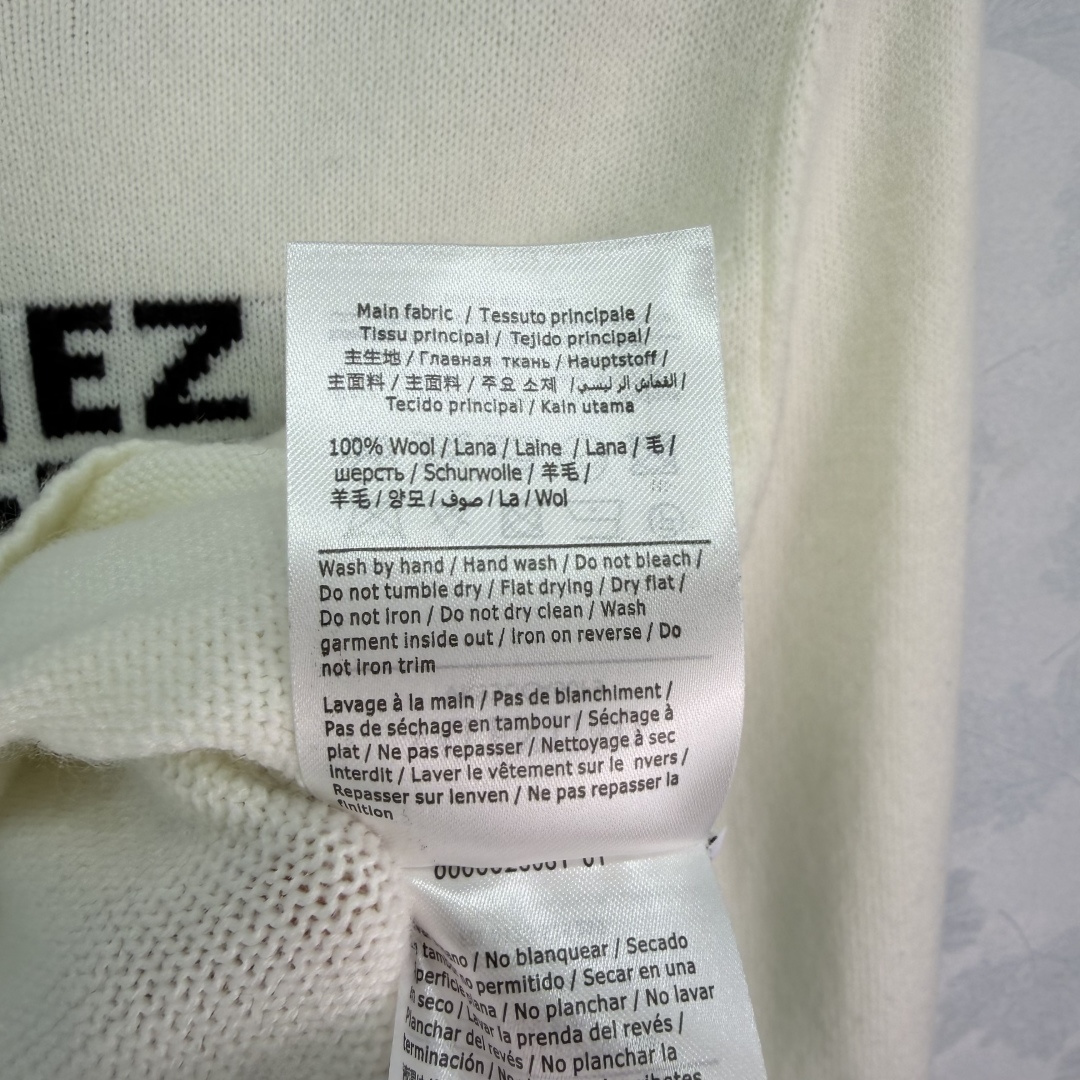 EZ
Main fabric / Tessuto principale /
Tissu principal / Tejido principal/
主生地 / Главная ткань / Hauptstoff /
主面料 / 主面料 / 주요 소재 / القماش الرئيسي /
Tecido principal / Kain utama
100% Wool / Lana / Laine / Lana / 毛 /
шерсть / Schurwolle / 羊毛 /
羊毛 / 양모 / صوف / La / Wol
Wash by hand / Hand wash / Do not bleach /
Do not tumble dry / Flat drying / Dry flat /
Do not iron / Do not dry clean / Wash
garment inside out / Iron on reverse / Do
not iron trim
Lavage à la main / Pas de blanchiment /
Pas de séchage en tambour / Séchage à
plat / Ne pas repasser / Nettoyage à sec
interdit / Laver le vêtement sur le nvers /
Repasser sur lenven / Ne pas repasser la
finition
/ No blanquear / Secado
no permitido / Secar en una
seco / / No planchar / No lavar
Planchar del la prenda del revés /
revés / No planchar la